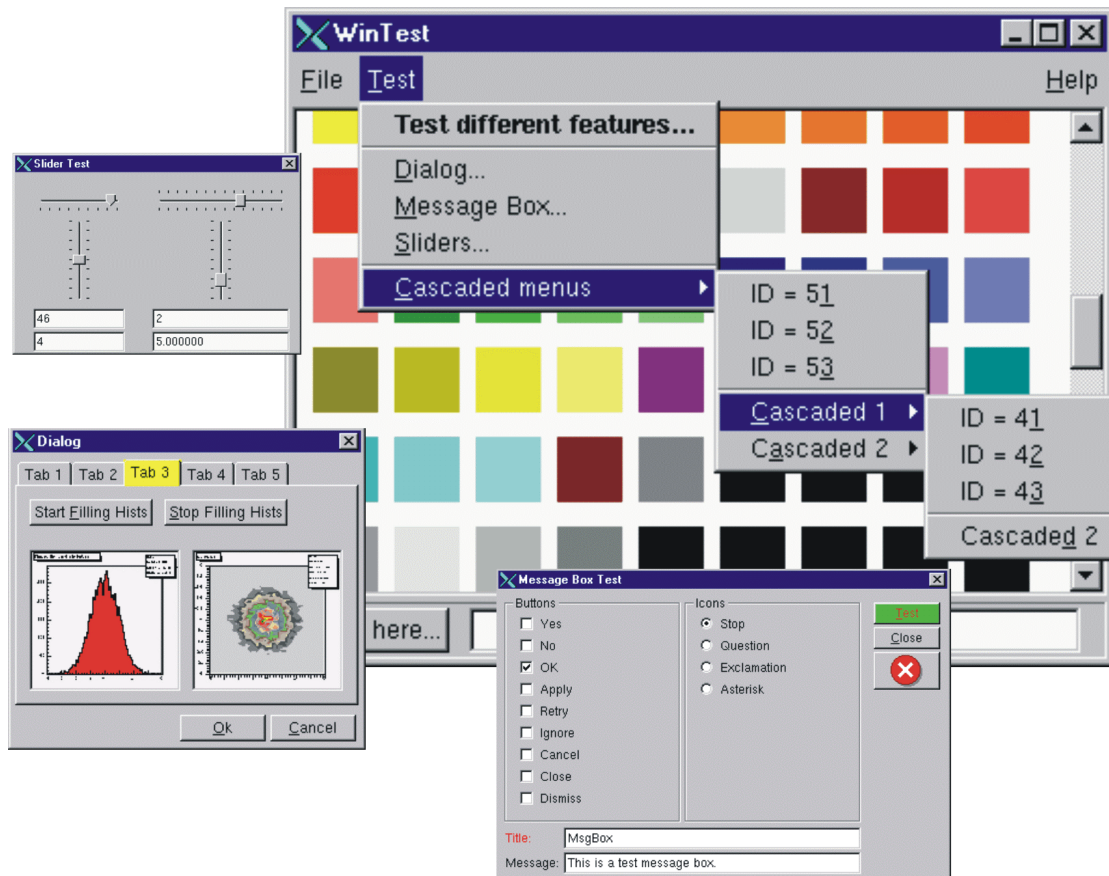 WinTest
File Test Help
Test different features...
Dialog...
Message Box...
Sliders...
Cascaded menus
ID = 51
ID = 52
ID = 53
Cascaded 1
Cascaded 2
ID = 41
ID = 42
ID = 43
Cascaded 2
here...
Slider Test
46 2
4 5.000000
Dialog
Tab 1 Tab 2 Tab 3 Tab 4 Tab 5
Start Filling Hists Stop Filling Hists
Ok Cancel
Message Box Test
Buttons
Yes
No
OK
Apply
Retry
Ignore
Cancel
Close
Dismiss
Icons
Stop
Question
Exclamation
Asterisk
Test
Close
Title: MsgBox
Message: This is a test message box.